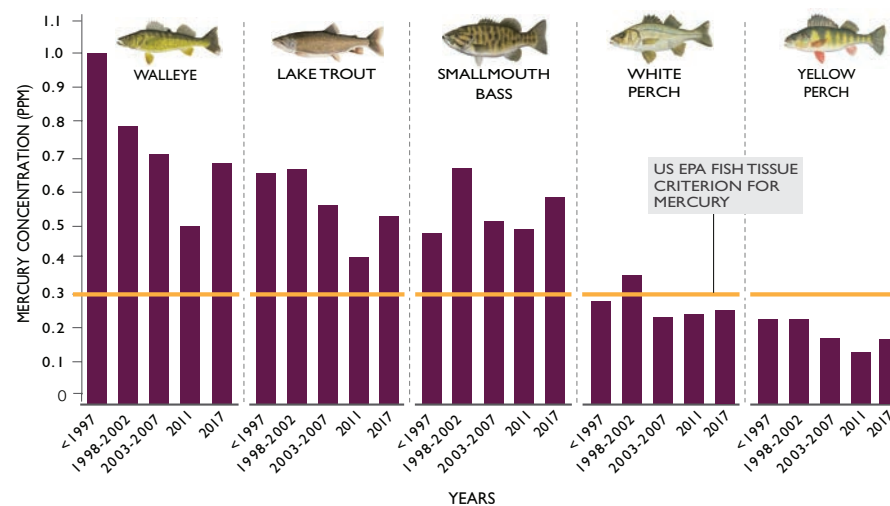 1.1
1.0
0.9
0.8
0.7
0.6
0.5
0.4
0.3
0.2
0.1
0
MERCURY CONCENTRATION (PPM)
WALLEYE
LAKE TROUT
SMALLMOUTH
BASS
WHITE
PERCH
YELLOW
PERCH
US EPA FISH TISSUE
CRITERION FOR
MERCURY
<1997
1998-2002
2003-2007
2011
2017
<1997
1998-2002
2003-2007
2011
2017
<1997
1998-2002
2003-2007
2011
2017
<1997
1998-2002
2003-2007
2011
2017
<1997
1998-2002
2003-2007
2011
2017
YEARS